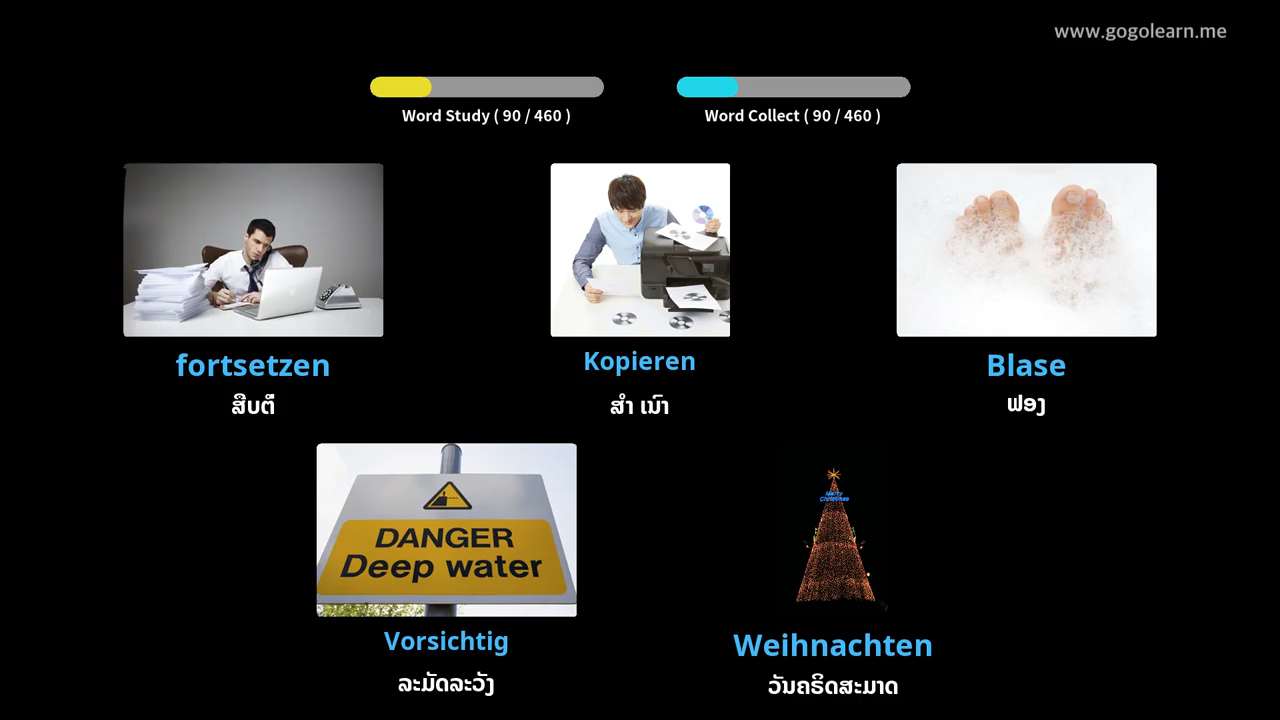 www.gogolearn.me
Word Study ( 90 / 460 )
Word Collect ( 90 / 460 )
fortsetzen
ສືບຕໍ່
Kopieren
ສຳ ເນົາ
Blase
ຟອງ
DANGER
Deep water
Merry
Christmas
Vorsichtig
ລະມັດລະວັງ
Weihnachten
ວັນຄຣິດສະມາດ